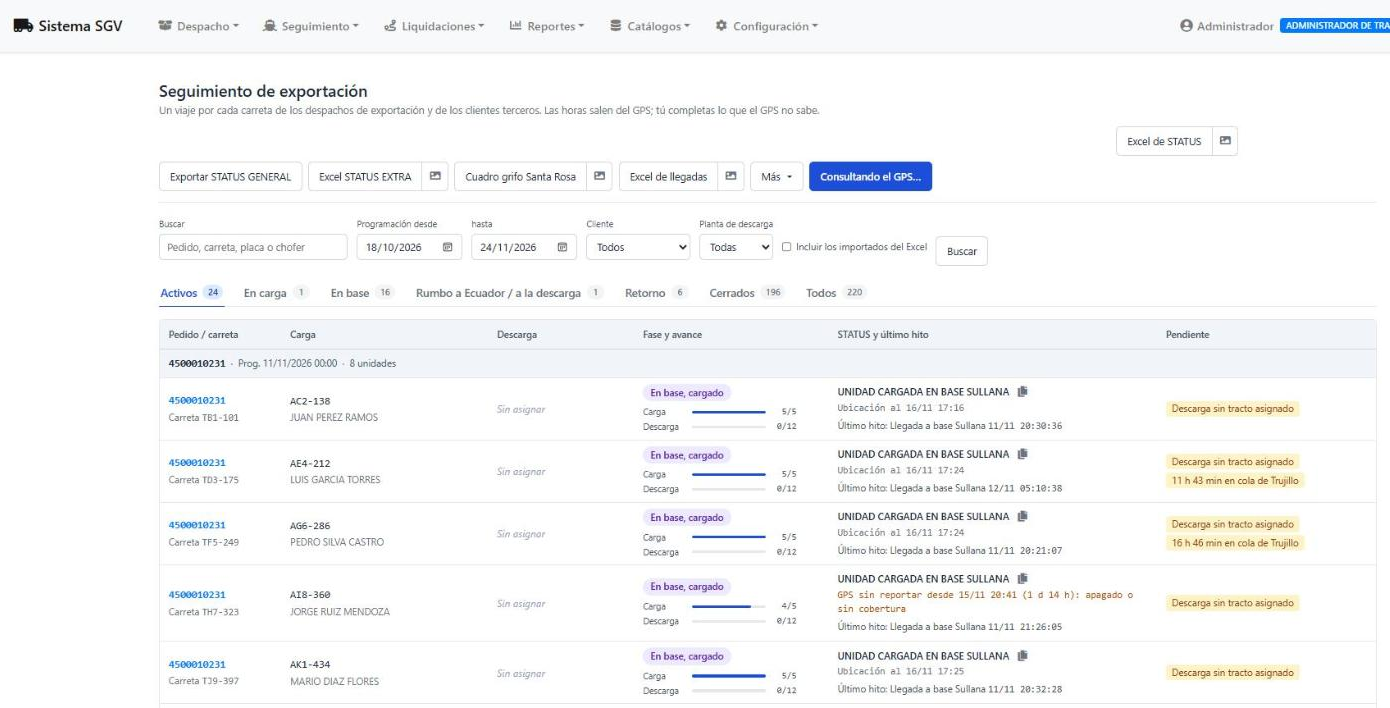 Sistema SGV Despacho Seguimiento Liquidaciones Reportes Catálogos Configuración Administrador ADMINISTRADOR DE TRA
Seguimiento de exportación
Un viaje por cada carreta de los despachos de exportación y de los clientes terceros. Las horas salen del GPS; tú completas lo que el GPS no sabe.
Excel de STATUS
Exportar STATUS GENERAL Excel STATUS EXTRA Cuadro grifo Santa Rosa Excel de llegadas Más Consultando el GPS...
Buscar Programación desde hasta Cliente Planta de descarga
Pedido, carreta, placa o chofer 18/10/2026 24/11/2026 Todos Todas Incluir los importados del Excel Buscar
Activos 24 En carga 1 En base 16 Rumbo a Ecuador / a la descarga 1 Retorno 6 Cerrados 196 Todos 220
Pedido / carreta Carga Descarga Fase y avance STATUS y último hito Pendiente
4500010231 · Prog. 11/11/2026 00:00 · 8 unidades
4500010231 AC2-138 Sin asignar En base, cargado UNIDAD CARGADA EN BASE SULLANA Descarga sin tracto asignado
Carreta TB1-101 JUAN PEREZ RAMOS Carga 5/5 Ubicación al 16/11 17:16
Descarga 0/12 Último hito: Llegada a base Sullana 11/11 20:30:36
4500010231 AE4-212 Sin asignar En base, cargado UNIDAD CARGADA EN BASE SULLANA Descarga sin tracto asignado
Carreta TD3-175 LUIS GARCIA TORRES Carga 5/5 Ubicación al 16/11 17:24 11 h 43 min en cola de Trujillo
Descarga 0/12 Último hito: Llegada a base Sullana 12/11 05:10:38
4500010231 AG6-286 Sin asignar En base, cargado UNIDAD CARGADA EN BASE SULLANA Descarga sin tracto asignado
Carreta TF5-249 PEDRO SILVA CASTRO Carga 5/5 Ubicación al 16/11 17:24 16 h 46 min en cola de Trujillo
Descarga 0/12 Último hito: Llegada a base Sullana 11/11 20:21:07
4500010231 AI8-360 Sin asignar En base, cargado UNIDAD CARGADA EN BASE SULLANA Descarga sin tracto asignado
Carreta TH7-323 JORGE RUIZ MENDOZA Carga 4/5 GPS sin reportar desde 15/11 20:41 (1 d 14 h): apagado o
sin cobertura
Descarga 0/12 Último hito: Llegada a base Sullana 11/11 21:26:05
4500010231 AK1-434 Sin asignar En base, cargado UNIDAD CARGADA EN BASE SULLANA Descarga sin tracto asignado
Carreta TJ9-397 MARIO DIAZ FLORES Carga 5/5 Ubicación al 16/11 17:25
Descarga 0/12 Último hito: Llegada a base Sullana 11/11 20:32:28